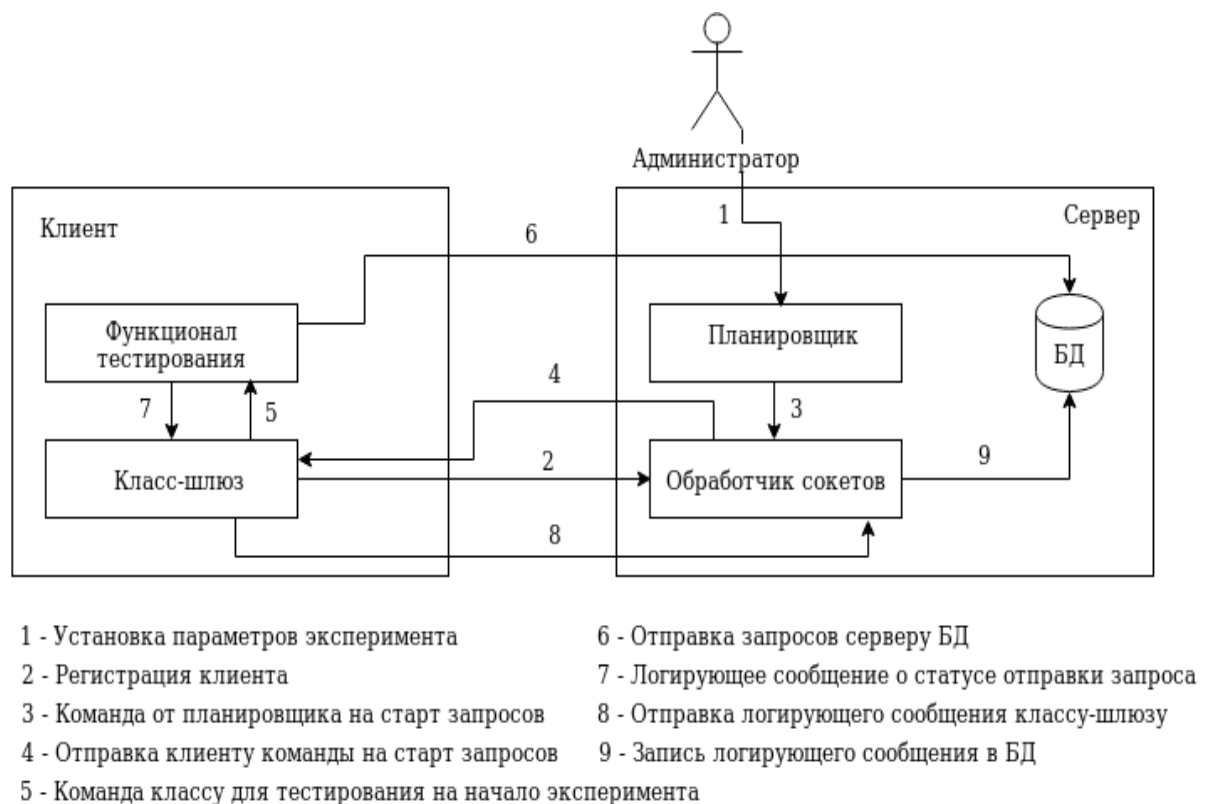 Администратор
Клиент
Сервер
1
6
Функционал
тестирования
Планировщик
БД
4
7
5
3
2
9
Класс-шлюз
Обработчик сокетов
8
1 - Установка параметров эксперимента
2 - Регистрация клиента
3 - Команда от планировщика на старт запросов
4 - Отправка клиенту команды на старт запросов
5 - Команда классу для тестирования на начало эксперимента
6 - Отправка запросов серверу БД
7 - Логирующее сообщение о статусе отправки запроса
8 - Отправка логирующего сообщения классу-шлюзу
9 - Запись логирующего сообщения в БД